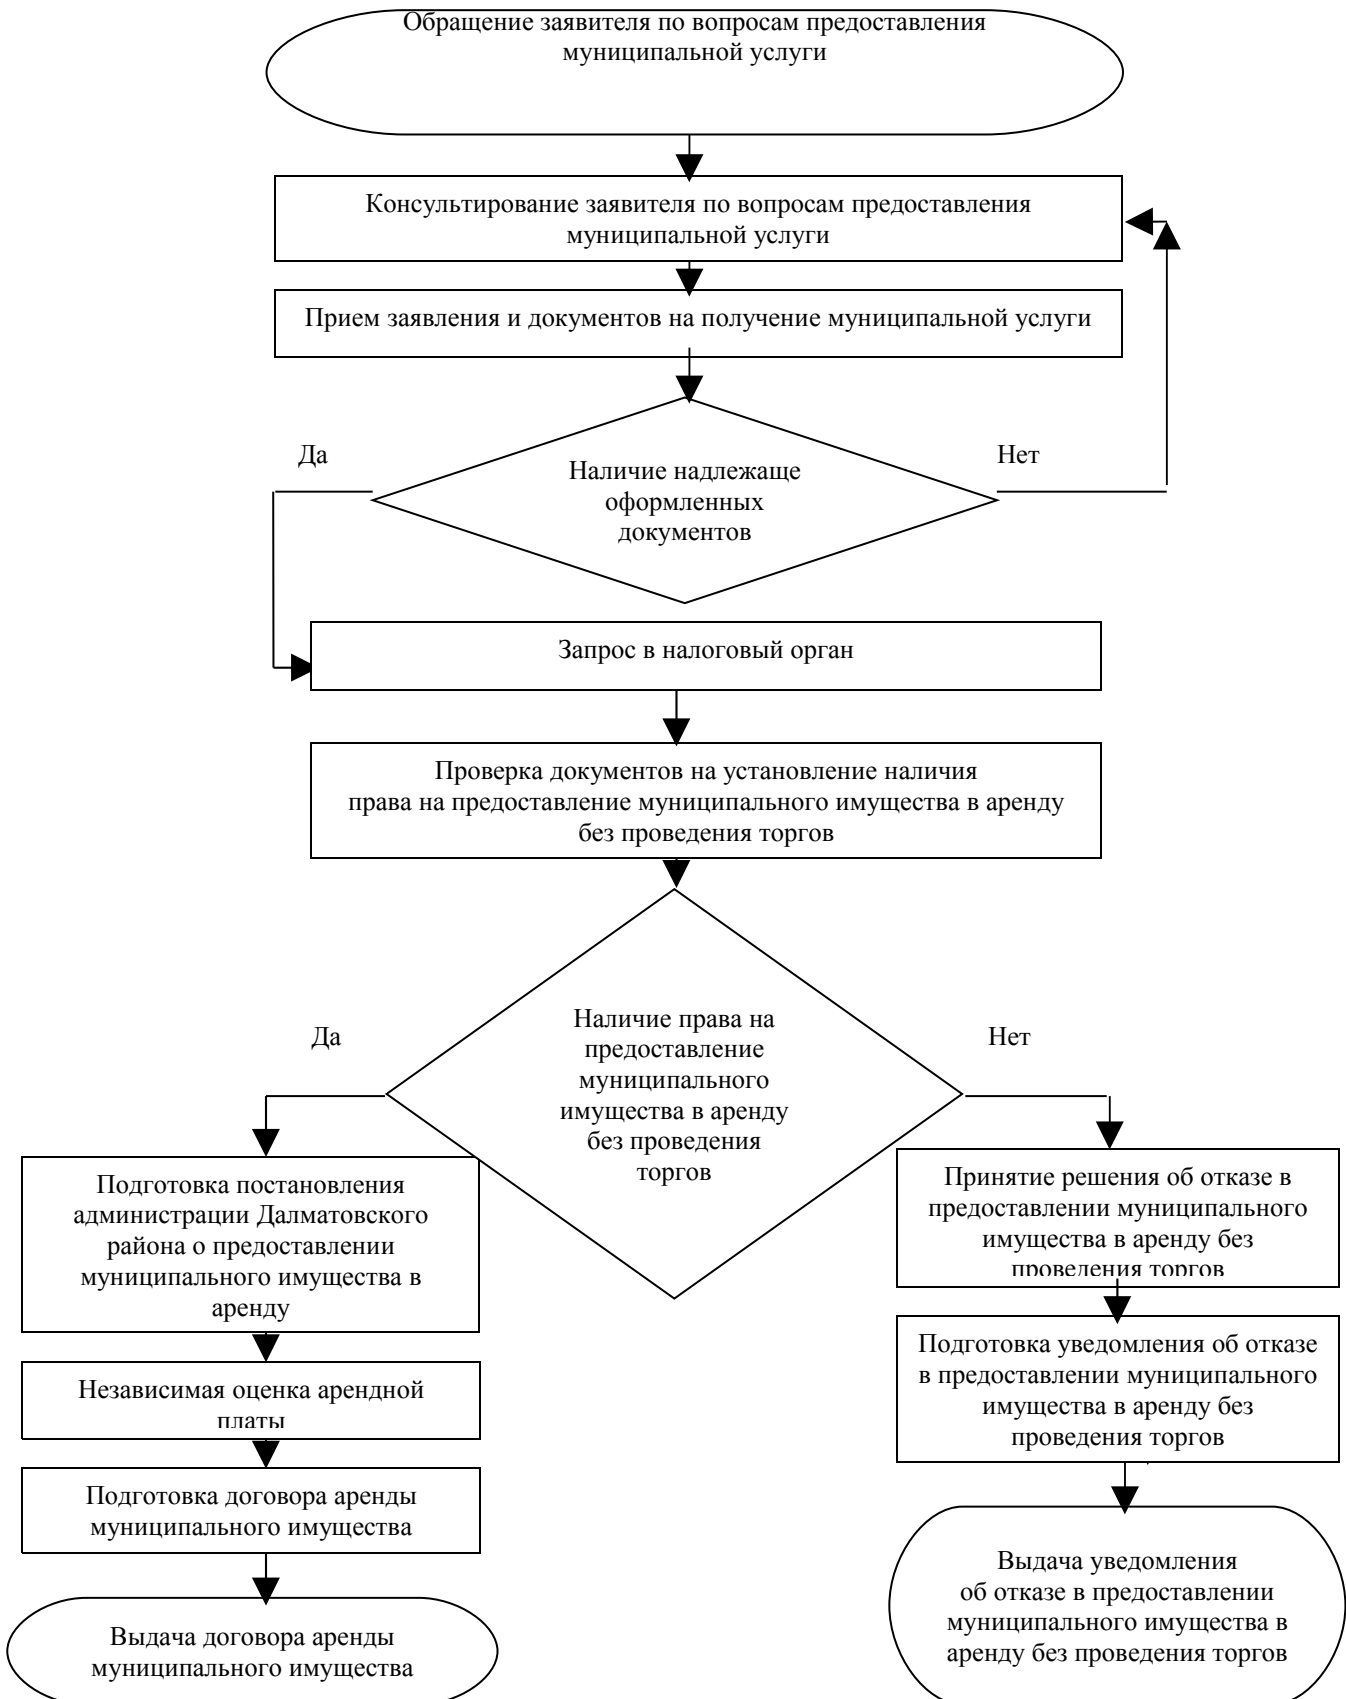 Обращение заявителя по вопросам предоставления
муниципальной услуги
Консультирование заявителя по вопросам предоставления
муниципальной услуги
Прием заявления и документов на получение муниципальной услуги
Да
Нет
Наличие надлежаще
оформленных
документов
Запрос в налоговый орган
Проверка документов на установление наличия
права на предоставление муниципального имущества в аренду
без проведения торгов
Да
Нет
Наличие права на
предоставление
муниципального
имущества в аренду
без проведения
торгов
Подготовка постановления
администрации Далматовского
района о предоставлении
муниципального имущества в
аренду
Независимая оценка арендной
платы
Подготовка договора аренды
муниципального имущества
Выдача договора аренды
муниципального имущества
Принятие решения об отказе в
предоставлении муниципального
имущества в аренду без
проведения торгов
Подготовка уведомления об отказе
в предоставлении муниципального
имущества в аренду без
проведения торгов
Выдача уведомления
об отказе в предоставлении
муниципального имущества в
аренду без проведения торгов